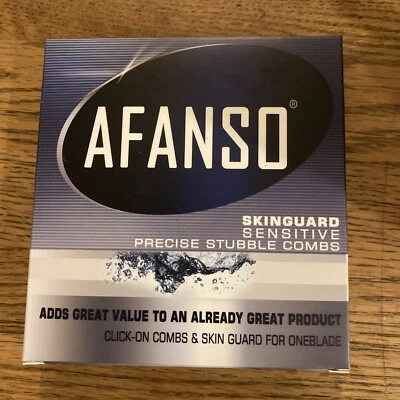 AFANSO®
SKINGUARD
SENSITIVE
PRECISE STUBBLE COMBS
ADDS GREAT VALUE TO AN ALREADY GREAT PRODUCT
CLICK-ON COMBS & SKIN GUARD FOR ONEBLADE